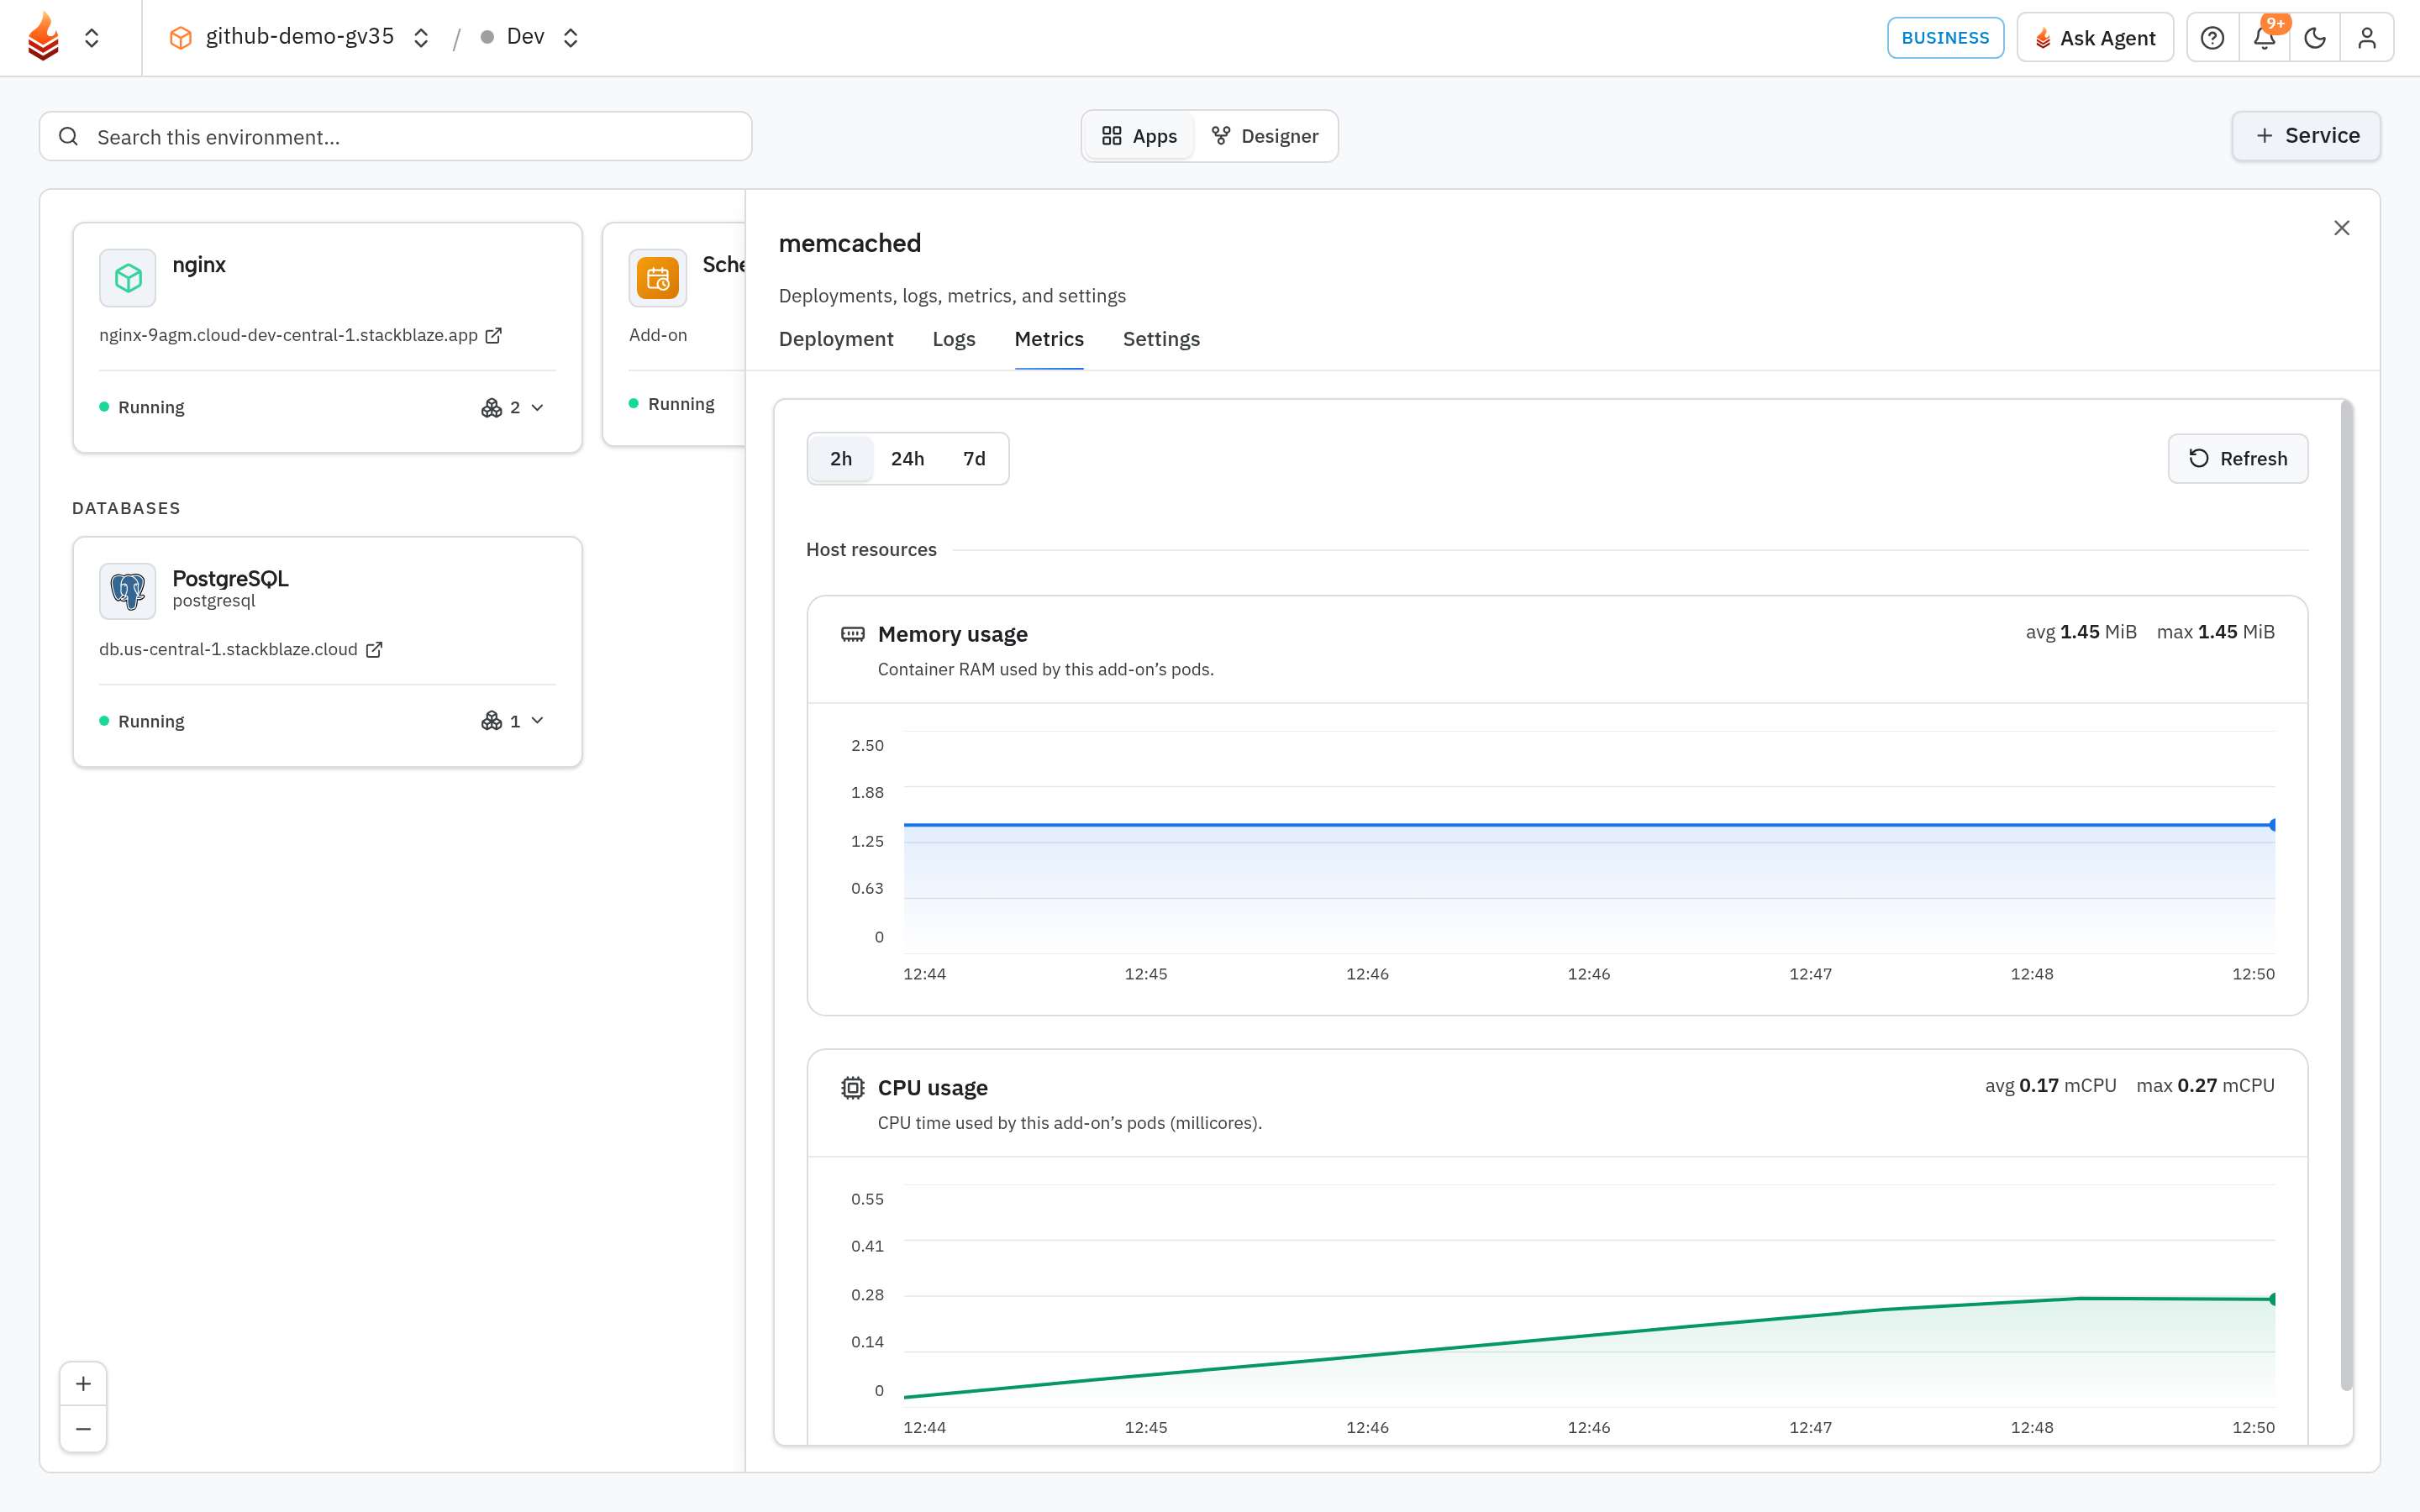 github-demo-gv35 / Dev
BUSINESS
Ask Agent
9+
Search this environment...
Apps
Designer
+ Service
nginx
nginx-9agm.cloud-dev-central-1.stackblaze.app
Running
2
Sche
Add-on
Running
DATABASES
PostgreSQL
postgresql
db.us-central-1.stackblaze.cloud
Running
1
+
−
memcached
Deployments, logs, metrics, and settings
Deployment Logs Metrics Settings
2h 24h 7d
Refresh
Host resources
Memory usage
avg 1.45 MiB max 1.45 MiB
Container RAM used by this add-on’s pods.
2.50
1.88
1.25
0.63
0
12:44 12:45 12:46 12:46 12:47 12:48 12:50
CPU usage
avg 0.17 mCPU max 0.27 mCPU
CPU time used by this add-on’s pods (millicores).
0.55
0.41
0.28
0.14
0
12:44 12:45 12:46 12:46 12:47 12:48 12:50